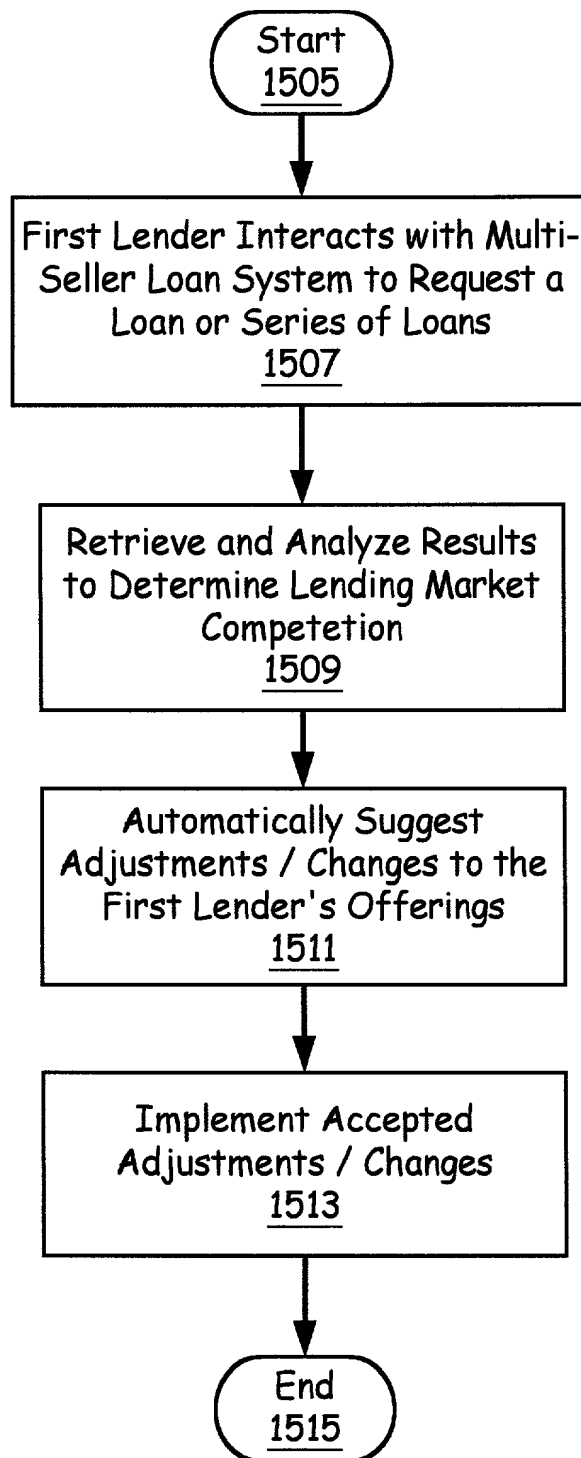 Start
1505
First Lender Interacts with Multi-
Seller Loan System to Request a
Loan or Series of Loans
1507
Retrieve and Analyze Results
to Determine Lending Market
Competetion
1509
Automatically Suggest
Adjustments / Changes to the
First Lender's Offerings
1511
Implement Accepted
Adjustments / Changes
1513
End
1515